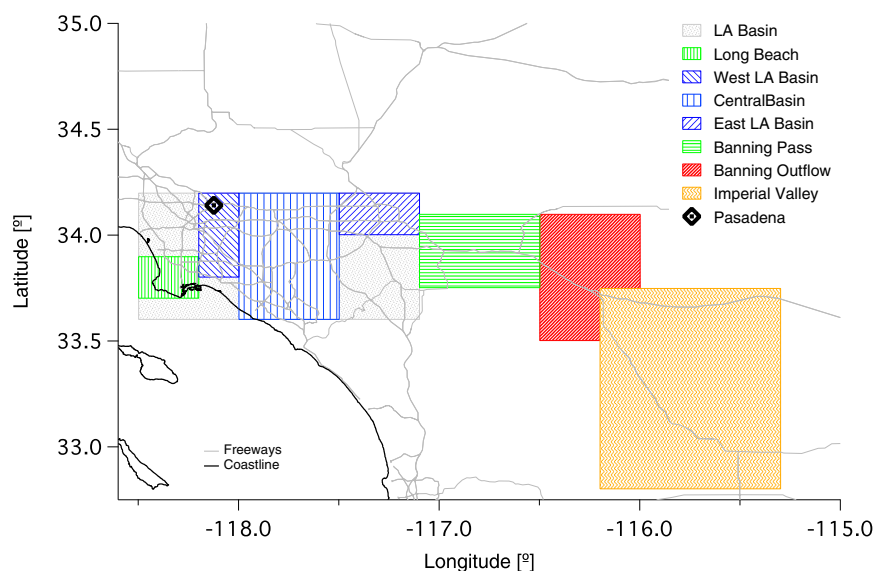 35.0
34.5
34.0
33.5
33.0
Latitude [º]
LA Basin
Long Beach
West LA Basin
CentralBasin
East LA Basin
Banning Pass
Banning Outflow
Imperial Valley
Pasadena
Freeways
Coastline
-118.0
-117.0
-116.0
-115.0
Longitude [º]